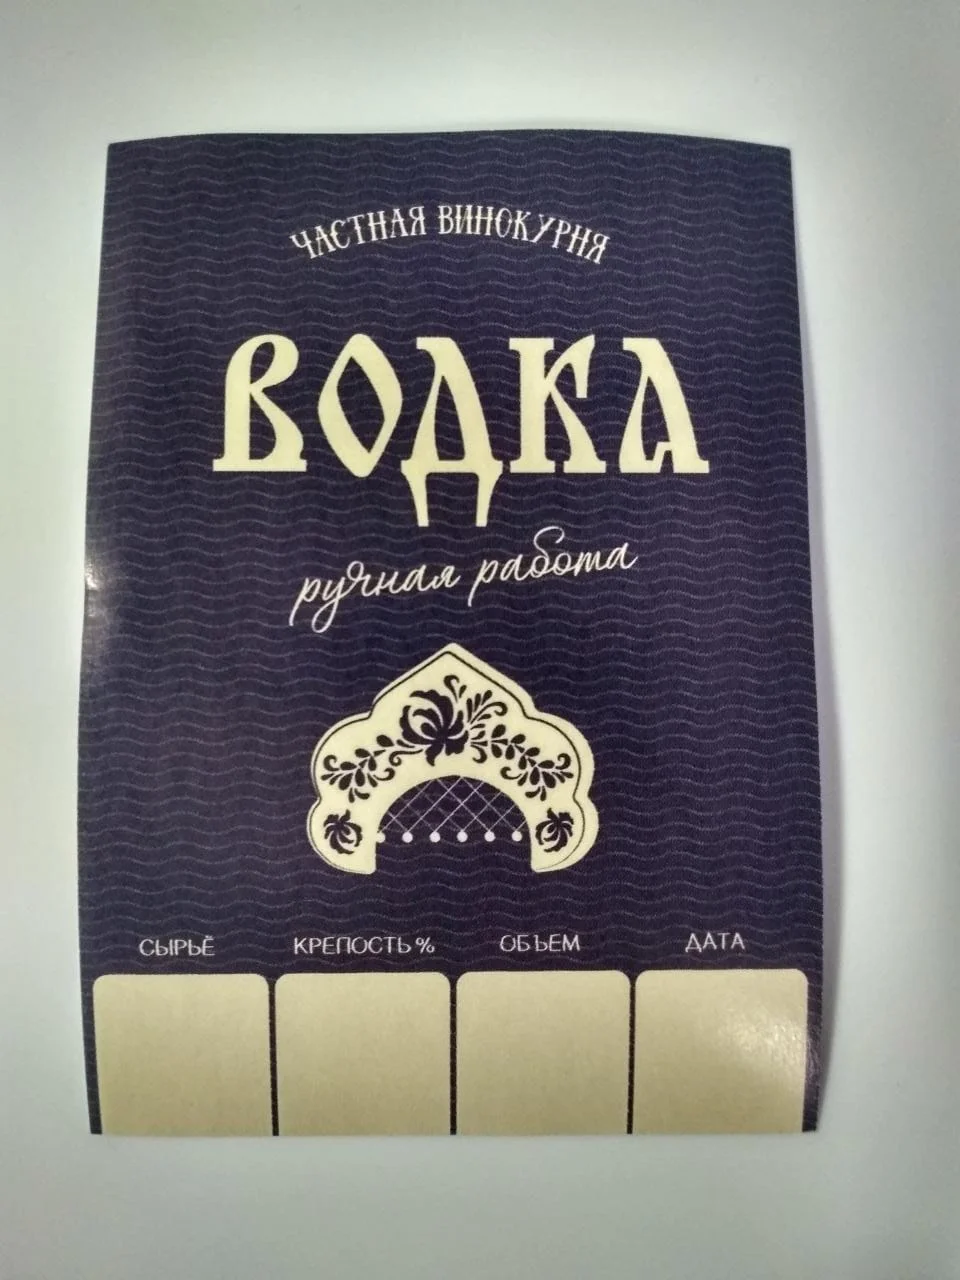 ЧАСТНАЯ ВИНОКУРНЯ
ВОДКА
ручная работа
СЫРЬЁ КРЕПОСТЬ % ОБЪЕМ ДАТА